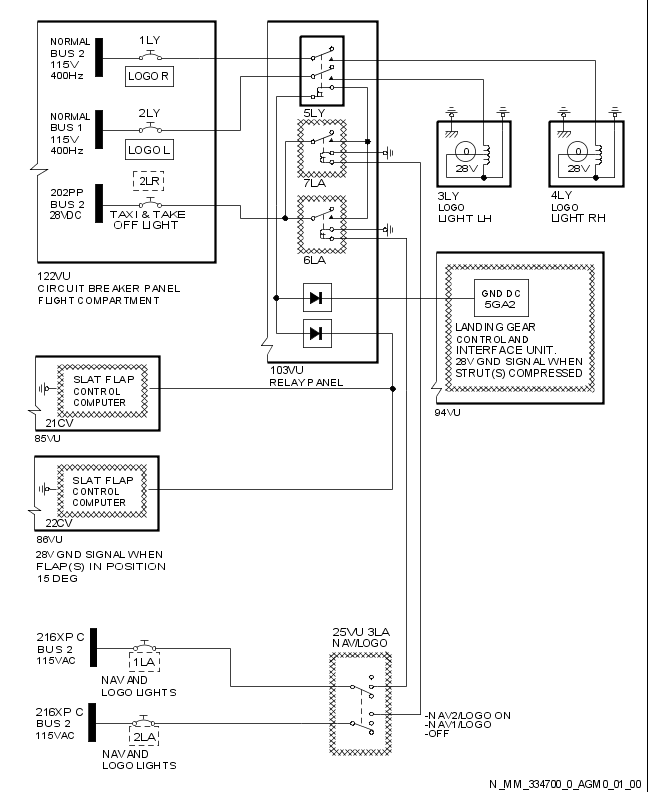 NORMAL
BUS 2
115V
400Hz
1LY
LOGO R
NORMAL
BUS 1
115V
400Hz
2LY
LOGO L
202PP
BUS 2
28VDC
2LR
TAXI & TAKE
OFF LIGHT
122VU
CIRCUIT BREAKER PANEL
FLIGHT COMPARTMENT
5LY
7LA
6LA
103VU
RELAY PANEL
0
28V
3LY
LOGO
LIGHT LH
0
28V
4LY
LOGO
LIGHT RH
GND DC
5GA2
LANDING GEAR
CONTROL AND
INTERFACE UNIT.
28V GND SIGNAL WHEN
STRUT(S) COMPRESSED
94VU
SLAT FLAP
CONTROL
COMPUTER
21CV
85VU
SLAT FLAP
CONTROL
COMPUTER
22CV
86VU
28V GND SIGNAL WHEN
FLAP(S) IN POSITION
15 DEG
216XP C
BUS 2
115VAC
1LA
NAV AND
LOGO LIGHTS
216XP C
BUS 2
115VAC
2LA
NAV AND
LOGO LIGHTS
25VU 3LA
NAV/LOGO
-NAV2/LOGO ON
-NAV1/LOGO
-OFF
N_MM_334700_0_AGM0_01_00